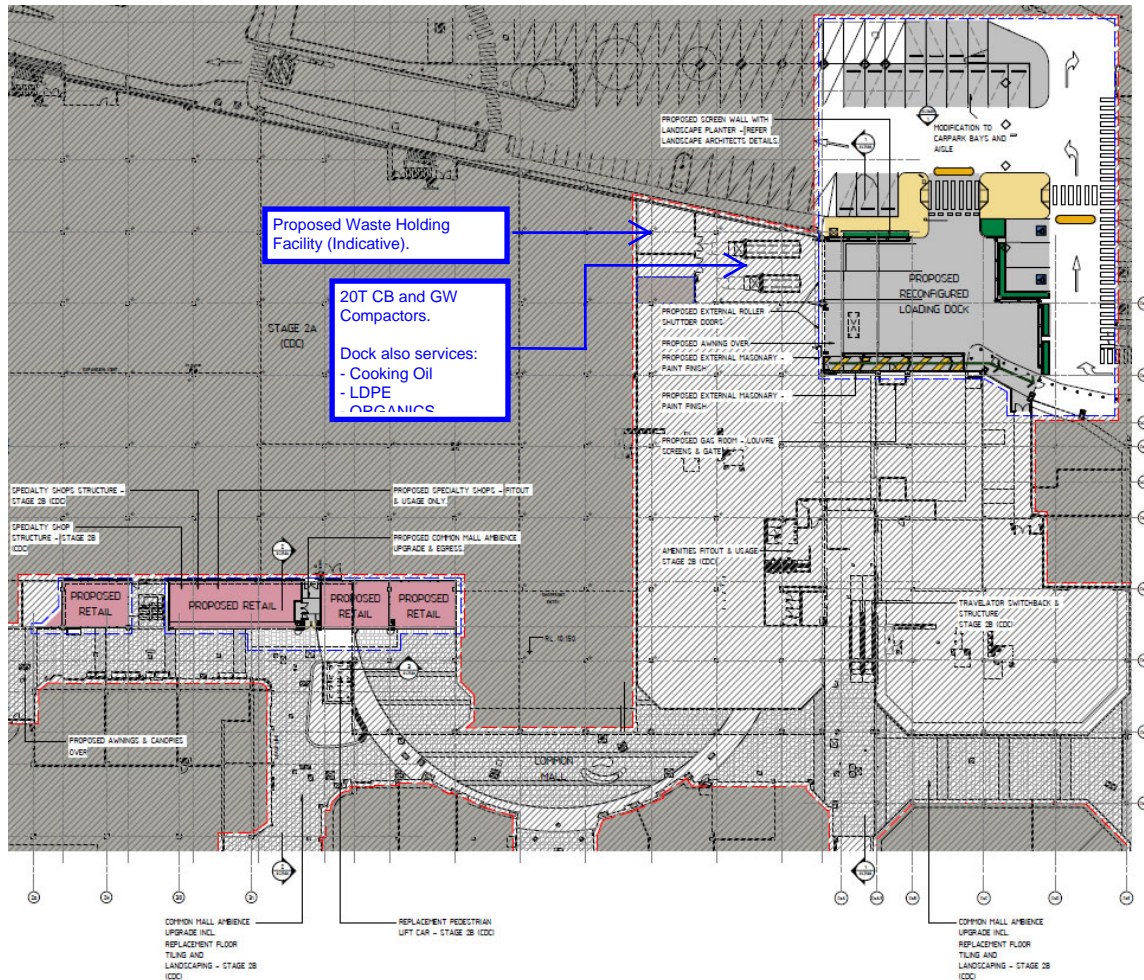 PROPOSED SCREEN WALL WITH
LANDSCAPE PLANTER - REFER
LANDSCAPE ARCHITECTS DETAILS.
MODIFICATION TO
CARPARK BAYS AND
AISLE
Proposed Waste Holding
Facility (Indicative).
20T CB and GW
Compactors.
Dock also services:
- Cooking Oil
- LDPE
- ORGANICS
STAGE 2A
(CDC)
PROPOSED
RECONFIGURED
LOADING DOCK
PROPOSED EXTERNAL ROLLER
SHUTTDER DOORS
PROPOSED AWNING OVER
PROPOSED EXTERNAL MASONARY -
PAINT FINISH
PROPOSED EXTERNAL MASONARY -
PAINT FINISH
PROPOSED GAS ROOM - LOUVRE
SCREENS & GATE
SPECIALTY SHOPS STRUCTURE -
STAGE 2B (CDC)
SPECIALTY SHOP
STRUCTURE - STAGE 2B
(CDC)
PROPOSED SPECIALTY SHOPS - FITOUT
& USAGE ONLY.
PROPOSED COMMON MALL AMBIENCE
UPGRADE & EGRESS.
AMENITIES FITOUT & USAGE
STAGE 2B (CDC)
PROPOSED
RETAIL
PROPOSED RETAIL
PROPOSED
RETAIL
PROPOSED
RETAIL
TRAVELATOR SWITCHBACK &
STRUCTURE
STAGE 2B (CDC)
RL 10.150
PROPOSED AWNINGS & CANOPIES
OVER
COMMON
MALL
COMMON MALL AMBIENCE
UPGRADE INCL.
REPLACEMENT FLOOR
TILING AND
LANDSCAPING - STAGE 2B
(CDC)
REPLACEMENT PEDESTRIAN
LIFT CAR - STAGE 2B (CDC)
COMMON MALL AMBIENCE
UPGRADE INCL.
REPLACEMENT FLOOR
TILING AND
LANDSCAPING - STAGE 2B
(CDC)